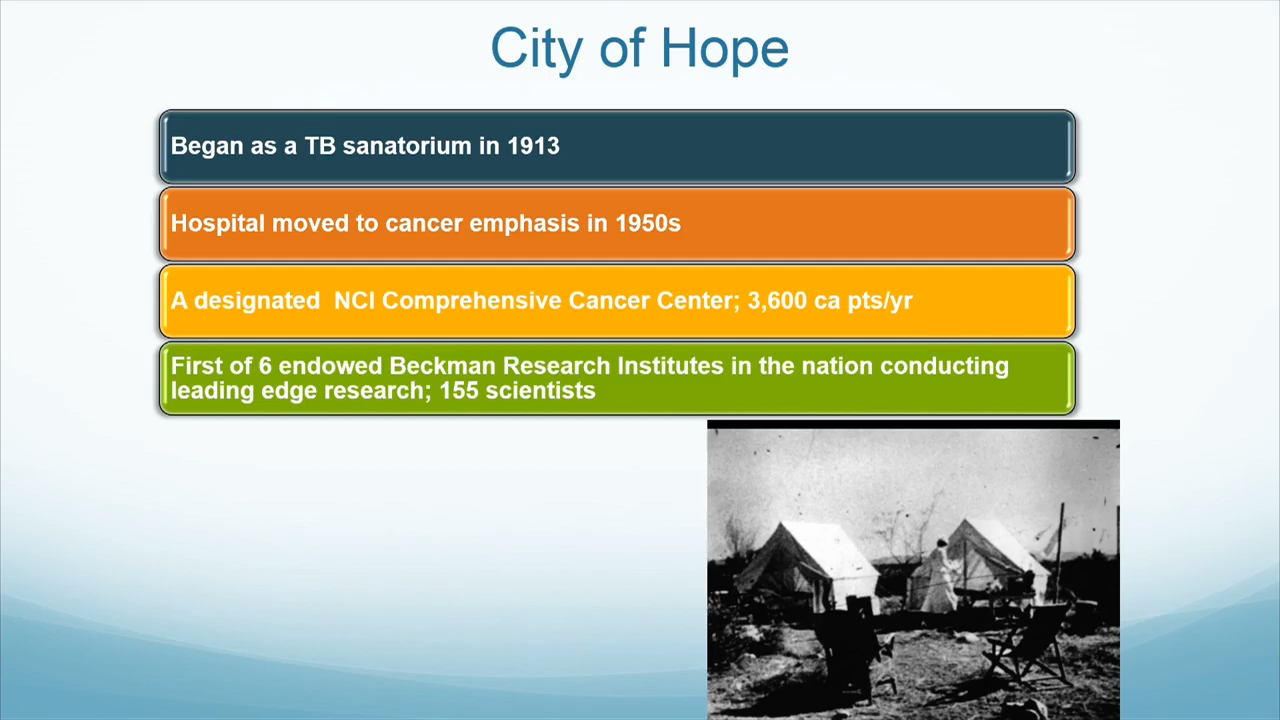 City of Hope
Began as a TB sanatorium in 1913
Hospital moved to cancer emphasis in 1950s
A designated  NCI Comprehensive Cancer Center; 3,600 ca pts/yr
First of 6 endowed Beckman Research Institutes in the nation conducting
leading edge research; 155 scientists